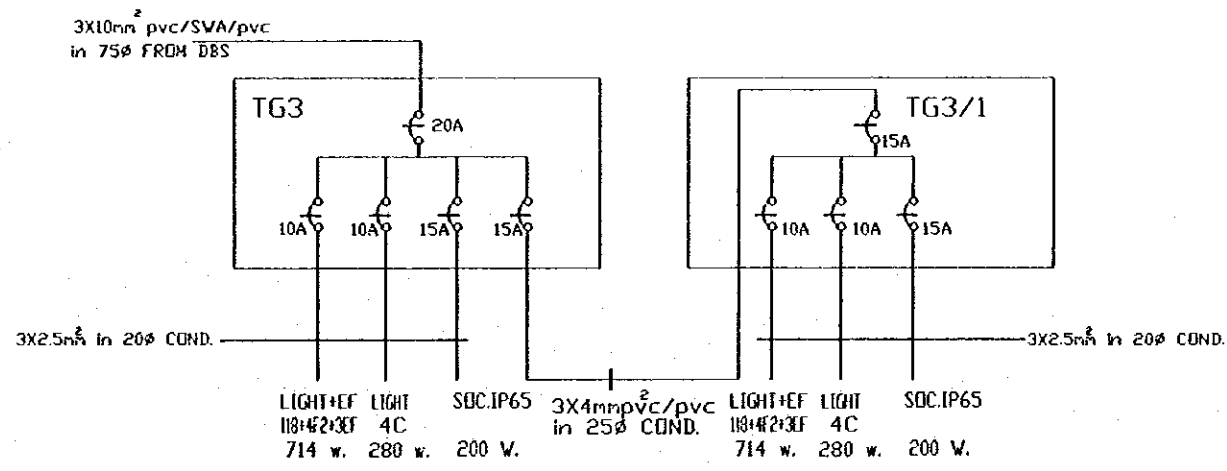 3X10mm² pvc/SWA/pvc
in 75ø FROM DBS
TG3
20A
10A
10A
15A
15A
TG3/1
15A
10A
10A
15A
3X2.5mm² in 20ø COND.
3X2.5mm² in 20ø COND.
LIGHT+EF
714 w.
LIGHT
4C
280 w.
SOC.IP65
200 W.
3X4mm²pvc/pvc
in 25ø COND.
LIGHT+EF
714 w.
LIGHT
4C
280 w.
SOC.IP65
200 W.